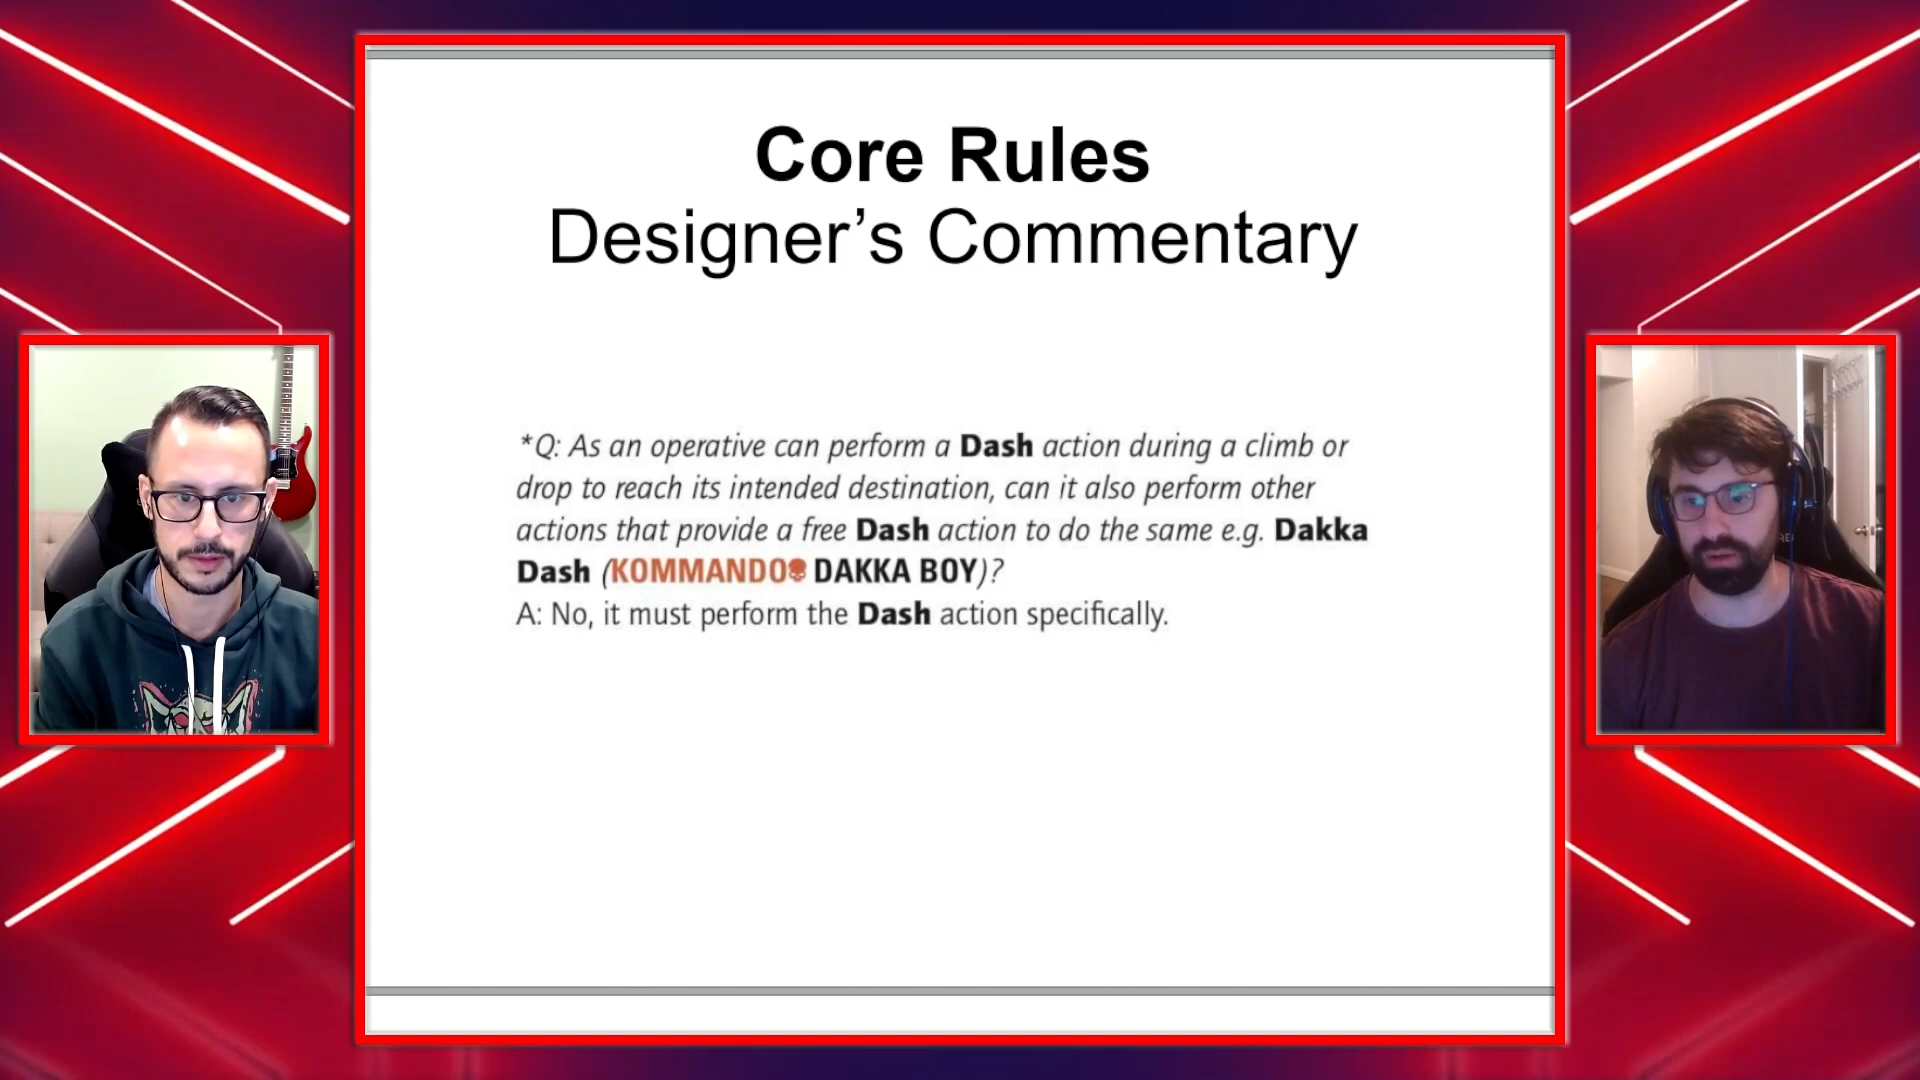 Core Rules
Designer’s Commentary
*Q: As an operative can perform a Dash action during a climb or
drop to reach its intended destination, can it also perform other
actions that provide a free Dash action to do the same e.g. Dakka
Dash (KOMMANDO DAKKA BOY)?
A: No, it must perform the Dash action specifically.